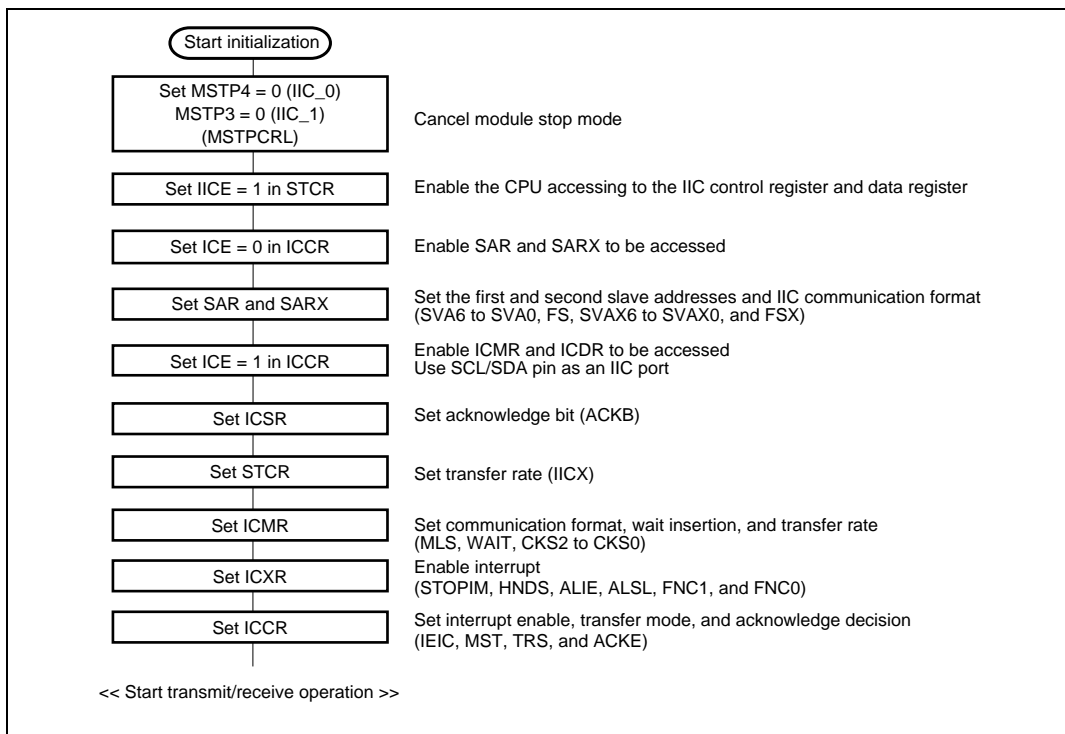 Start initialization
Set MSTP4 = 0 (IIC_0)
MSTP3 = 0 (IIC_1)
(MSTPCRL)
Cancel module stop mode
Set IICE = 1 in STCR
Enable the CPU accessing to the IIC control register and data register
Set ICE = 0 in ICCR
Enable SAR and SARX to be accessed
Set SAR and SARX
Set the first and second slave addresses and IIC communication format
(SVA6 to SVA0, FS, SVAX6 to SVAX0, and FSX)
Set ICE = 1 in ICCR
Enable ICMR and ICDR to be accessed
Use SCL/SDA pin as an IIC port
Set ICSR
Set acknowledge bit (ACKB)
Set STCR
Set transfer rate (IICX)
Set ICMR
Set communication format, wait insertion, and transfer rate
(MLS, WAIT, CKS2 to CKS0)
Set ICXR
Enable interrupt
(STOPIM, HNDS, ALIE, ALSL, FNC1, and FNC0)
Set ICCR
Set interrupt enable, transfer mode, and acknowledge decision
(IEIC, MST, TRS, and ACKE)
<< Start transmit/receive operation >>